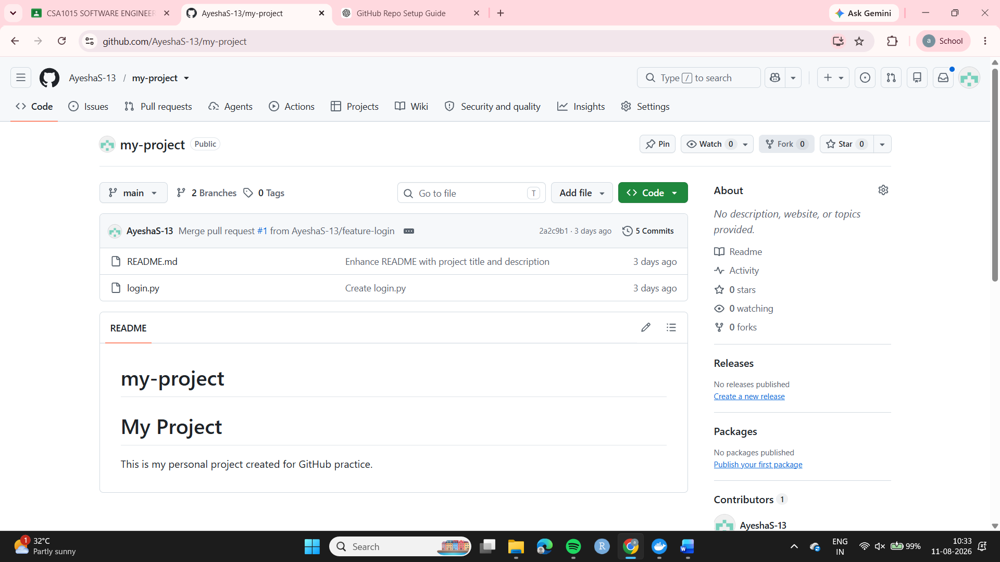 CSA1015 SOFTWARE ENGINEER
AyeshaS-13/my-project
GitHub Repo Setup Guide
Ask Gemini
github.com/AyeshaS-13/my-project
a School
AyeshaS-13 / my-project
Type / to search
Code Issues Pull requests Agents Actions Projects Wiki Security and quality Insights Settings
my-project Public
Pin Watch 0 Fork 0 Star 0
main 2 Branches 0 Tags
Go to file T Add file Code
AyeshaS-13 Merge pull request #1 from AyeshaS-13/feature-login 2a2c9b1 · 3 days ago 5 Commits
README.md Enhance README with project title and description 3 days ago
login.py Create login.py 3 days ago
README
my-project
My Project
This is my personal project created for GitHub practice.
About
No description, website, or topics
provided.
Readme
Activity
0 stars
0 watching
0 forks
Releases
No releases published
Create a new release
Packages
No packages published
Publish your first package
Contributors 1
AyeshaS-13
1
32°C
Partly sunny
Search
R
a
W
ENG
IN
99%
10:33
11-08-2026